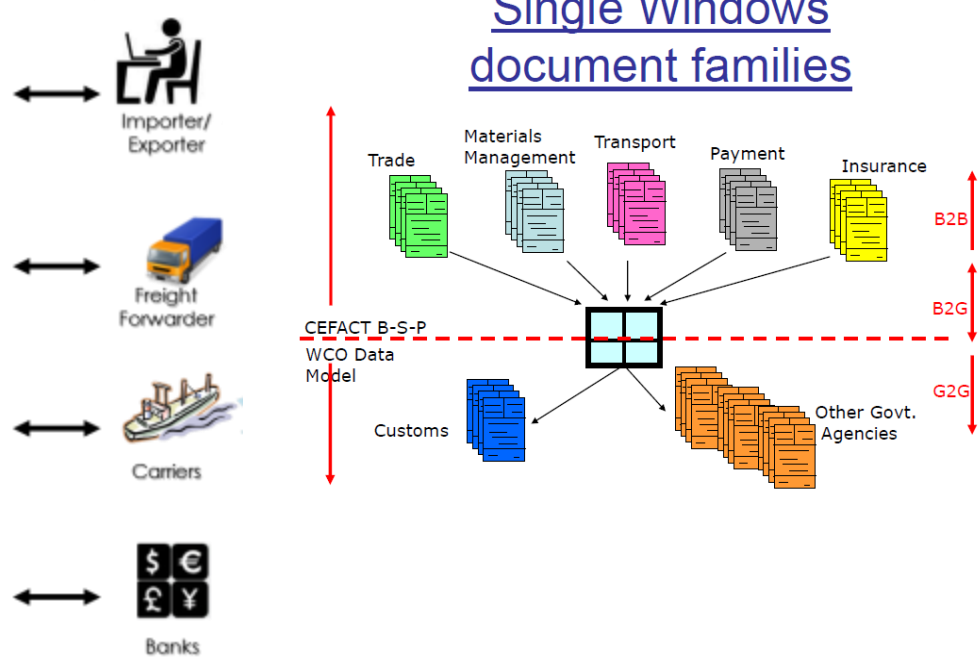 Single Windows
document families
Importer/
Exporter
Freight
Forwarder
Carriers
$ €
£ ¥
Banks
Trade
Materials
Management
Transport
Payment
Insurance
B2B
B2G
CEFACT B-S-P
WCO Data
Model
G2G
Customs
Other Govt.
Agencies